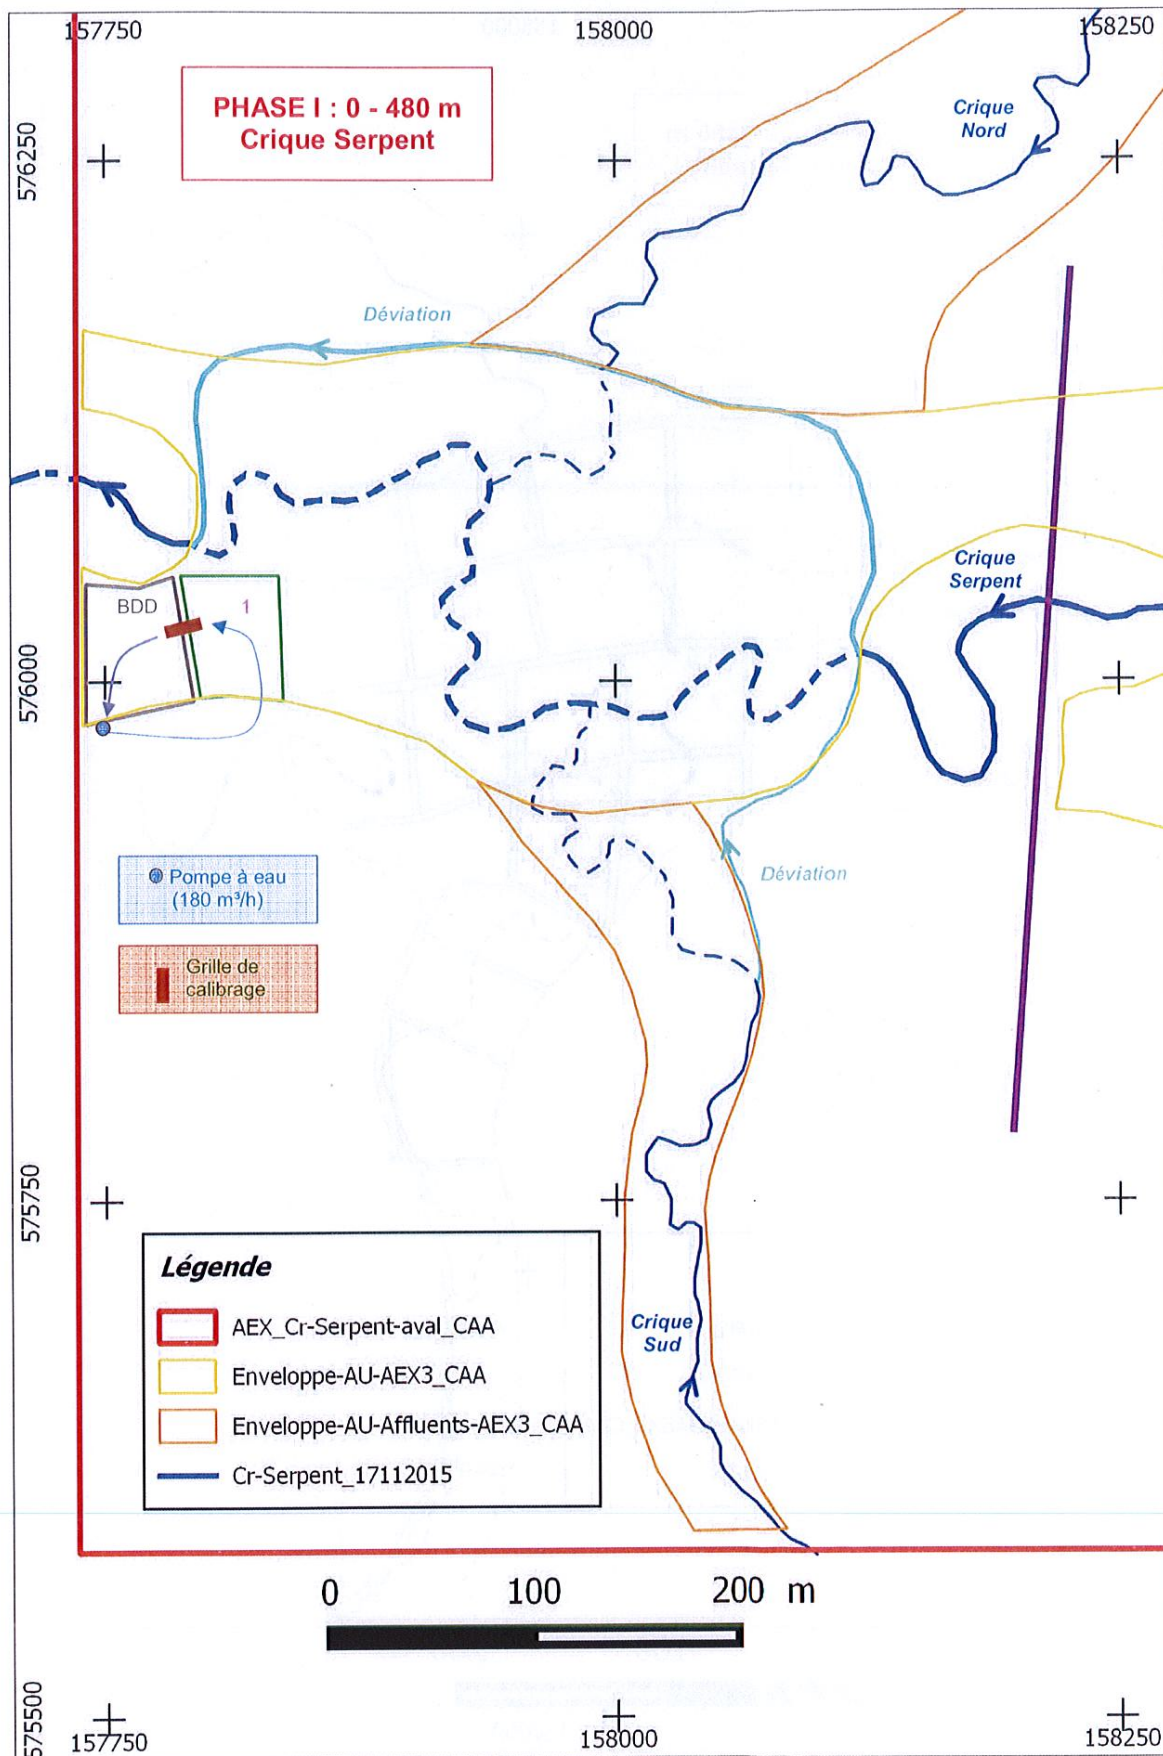 157750
158000
158250
PHASE I : 0 - 480 m
Crique Serpent
Crique
Nord
576250
Déviation
Crique
Serpent
BDD
1
576000
Pompe à eau
(180 m³/h)
Déviation
Grille de
calibrage
575750
Légende
AEX_Cr-Serpent-aval_CAA
Enveloppe-AU-AEX3_CAA
Enveloppe-AU-Affluents-AEX3_CAA
Cr-Serpent_17112015
Crique
Sud
0 100 200 m
575500
157750
158000
158250